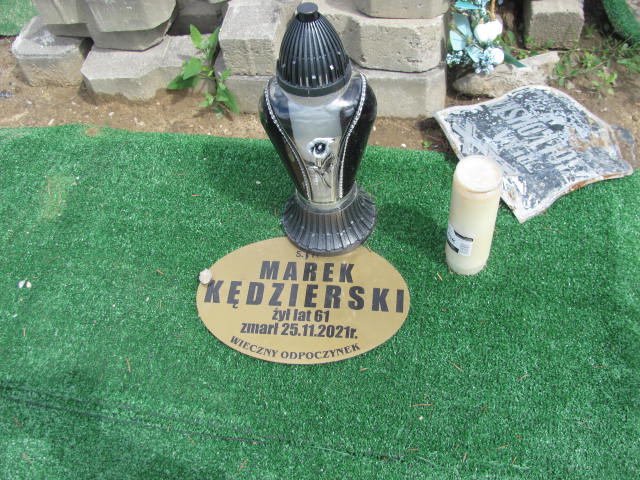 MAREK
KĘDZIERSKI
żył lat 61
zmarł 25.11.2021r.
WIECZNY ODPOCZYNEK